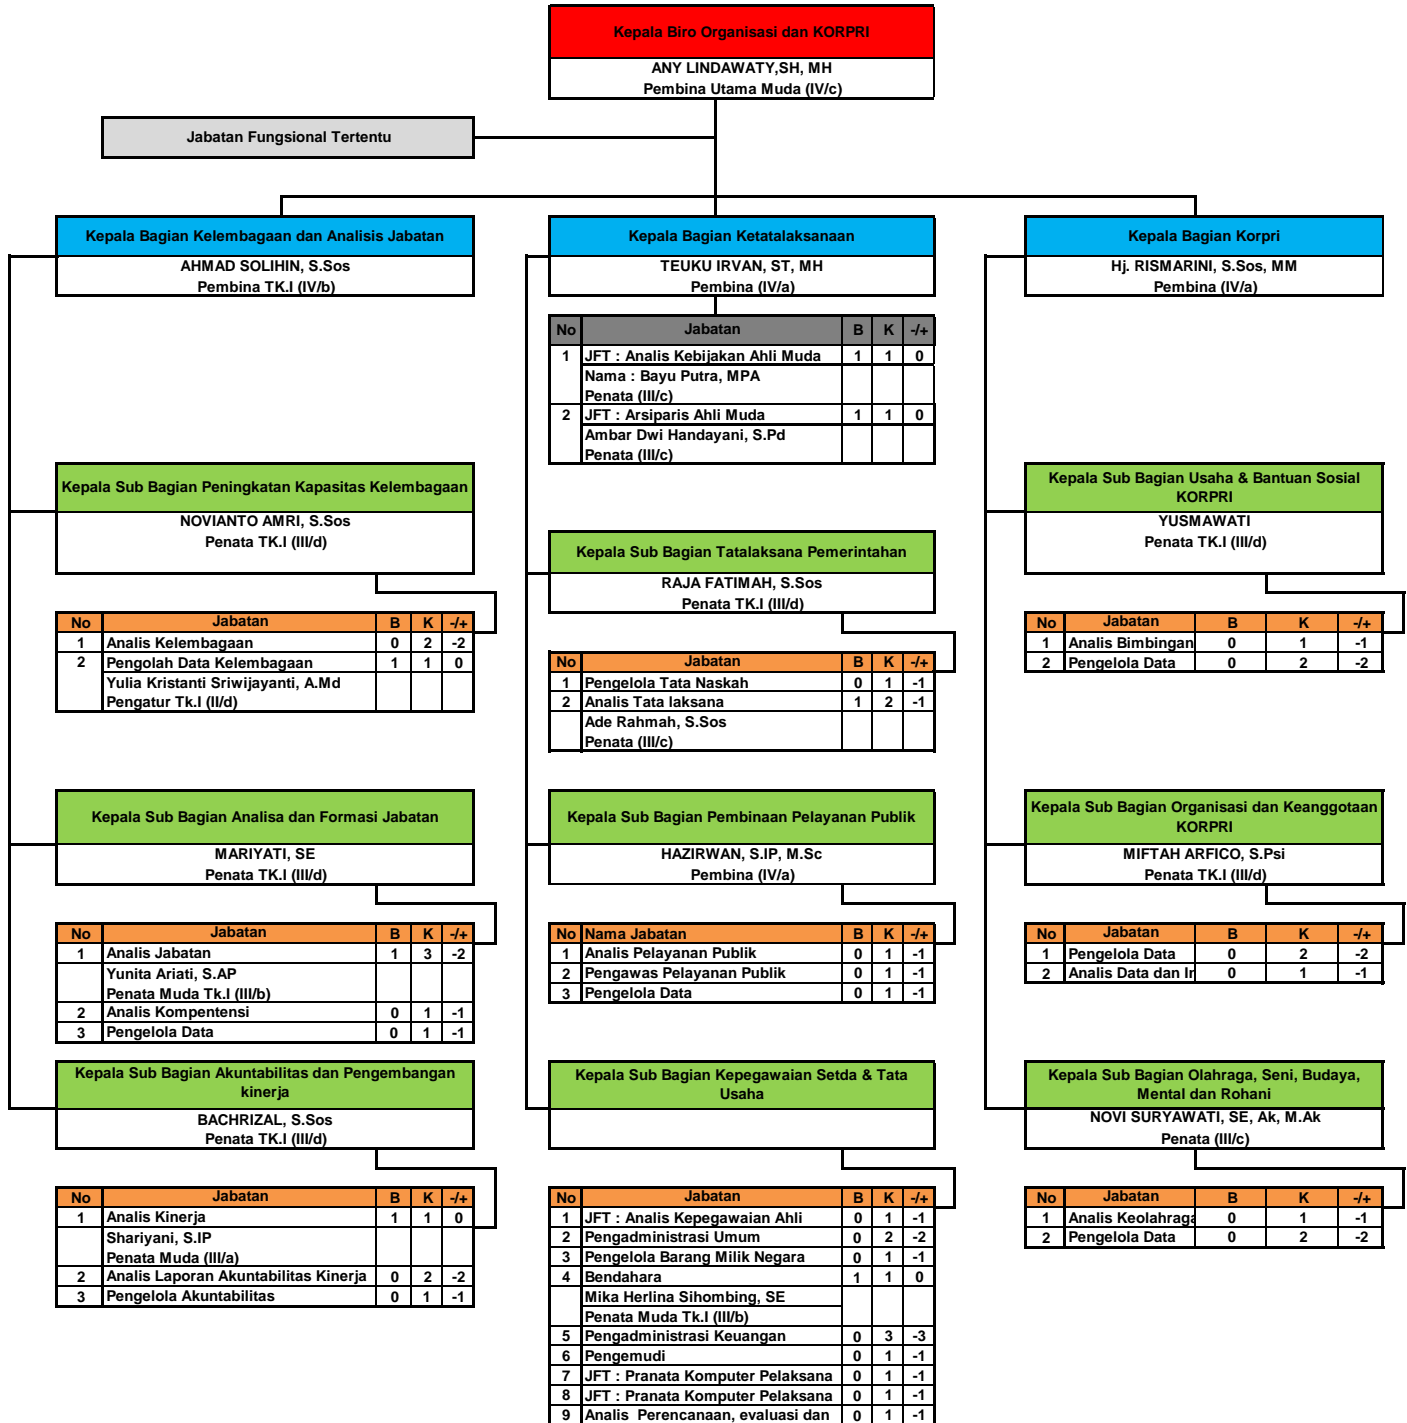 Kepala Biro Organisasi dan KORPRI
ANY LINDAWATY,SH, MH
Pembina Utama Muda (IV/c)
Jabatan Fungsional Tertentu
Kepala Bagian Kelembagaan dan Analisis Jabatan
AHMAD SOLIHIN, S.Sos
Pembina TK.I (IV/b)
Kepala Sub Bagian Peningkatan Kapasitas Kelembagaan
NOVIANTO AMRI, S.Sos
Penata TK.I (III/d)
No Jabatan B K -/+
1 Analis Kelembagaan 0 2 -2
2 Pengolah Data Kelembagaan 1 1 0
Yulia Kristanti Sriwijayanti, A.Md
Pengatur Tk.I (II/d)
Kepala Sub Bagian Analisa dan Formasi Jabatan
MARIYATI, SE
Penata TK.I (III/d)
No Jabatan B K -/+
1 Analis Jabatan 1 3 -2
Yunita Ariati, S.AP
Penata Muda Tk.I (III/b)
2 Analis Kompentensi 0 1 -1
3 Pengelola Data 0 1 -1
Kepala Sub Bagian Akuntabilitas dan Pengembangan
kinerja
BACHRIZAL, S.Sos
Penata TK.I (III/d)
No Jabatan B K -/+
1 Analis Kinerja 1 1 0
Shariyani, S.IP
Penata Muda (III/a)
2 Analis Laporan Akuntabilitas Kinerja 0 2 -2
3 Pengelola Akuntabilitas 0 1 -1
Kepala Bagian Ketatalaksanaan
TEUKU IRVAN, ST, MH
Pembina (IV/a)
No Jabatan B K -/+
1 JFT : Analis Kebijakan Ahli Muda 1 1 0
Nama : Bayu Putra, MPA
Penata (III/c)
2 JFT : Arsiparis Ahli Muda 1 1 0
Ambar Dwi Handayani, S.Pd
Penata (III/c)
Kepala Sub Bagian Tatalaksana Pemerintahan
RAJA FATIMAH, S.Sos
Penata TK.I (III/d)
No Jabatan B K -/+
1 Pengelola Tata Naskah 0 1 -1
2 Analis Tata laksana 1 2 -1
Ade Rahmah, S.Sos
Penata (III/c)
Kepala Sub Bagian Pembinaan Pelayanan Publik
HAZIRWAN, S.IP, M.Sc
Pembina (IV/a)
No Nama Jabatan B K -/+
1 Analis Pelayanan Publik 0 1 -1
2 Pengawas Pelayanan Publik 0 1 -1
3 Pengelola Data 0 1 -1
Kepala Sub Bagian Kepegawaian Setda & Tata
Usaha
No Jabatan B K -/+
1 JFT : Analis Kepegawaian Ahli 0 1 -1
2 Pengadministrasi Umum 0 2 -2
3 Pengelola Barang Milik Negara 0 1 -1
4 Bendahara 1 1 0
Mika Herlina Sihombing, SE
Penata Muda Tk.I (III/b)
5 Pengadministrasi Keuangan 0 3 -3
6 Pengemudi 0 1 -1
7 JFT : Pranata Komputer Pelaksana 0 1 -1
8 JFT : Pranata Komputer Pelaksana 0 1 -1
9 Analis Perencanaan, evaluasi dan 0 1 -1
Kepala Bagian Korpri
Hj. RISMARINI, S.Sos, MM
Pembina (IV/a)
Kepala Sub Bagian Usaha & Bantuan Sosial
KORPRI
YUSMAWATI
Penata TK.I (III/d)
No Jabatan B K -/+
1 Analis Bimbingan 0 1 -1
2 Pengelola Data 0 2 -2
Kepala Sub Bagian Organisasi dan Keanggotaan
KORPRI
MIFTAH ARFICO, S.Psi
Penata TK.I (III/d)
No Jabatan B K -/+
1 Pengelola Data 0 2 -2
2 Analis Data dan Ir 0 1 -1
Kepala Sub Bagian Olahraga, Seni, Budaya,
Mental dan Rohani
NOVI SURYAWATI, SE, Ak, M.Ak
Penata (III/c)
No Jabatan B K -/+
1 Analis Keolahraga 0 1 -1
2 Pengelola Data 0 2 -2